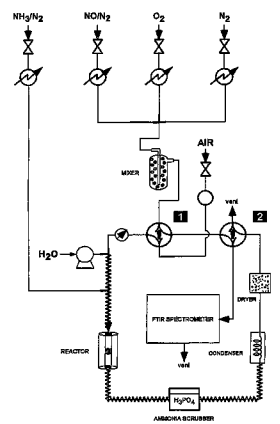 NH3/N2 NO/N2 O2 N2
AIR
MIXER
1 2
vent
H2O
DRYER
FTIR SPECTROMETER
REACTOR
CONDENSER
vent
H3PO4
AMMONIA SCRUBBER